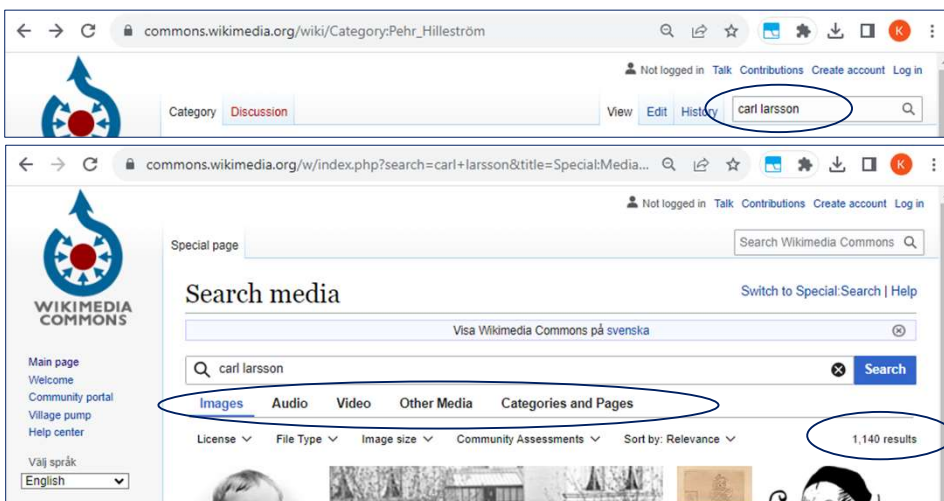 commons.wikimedia.org/wiki/Category:Pehr_Hilleström
K
Not logged in Talk Contributions Create account Log in
Category Discussion View Edit History carl larsson
commons.wikimedia.org/w/index.php?search=carl+larsson&title=Special:Media...
K
Not logged in Talk Contributions Create account Log in
Special page Search Wikimedia Commons
WIKIMEDIA
COMMONS
Search media Switch to Special:Search | Help
Visa Wikimedia Commons på svenska
carl larsson Search
Images Audio Video Other Media Categories and Pages
License File Type Image size Community Assessments Sort by: Relevance 1,140 results
Main page
Welcome
Community portal
Village pump
Help center
Välj språk
English